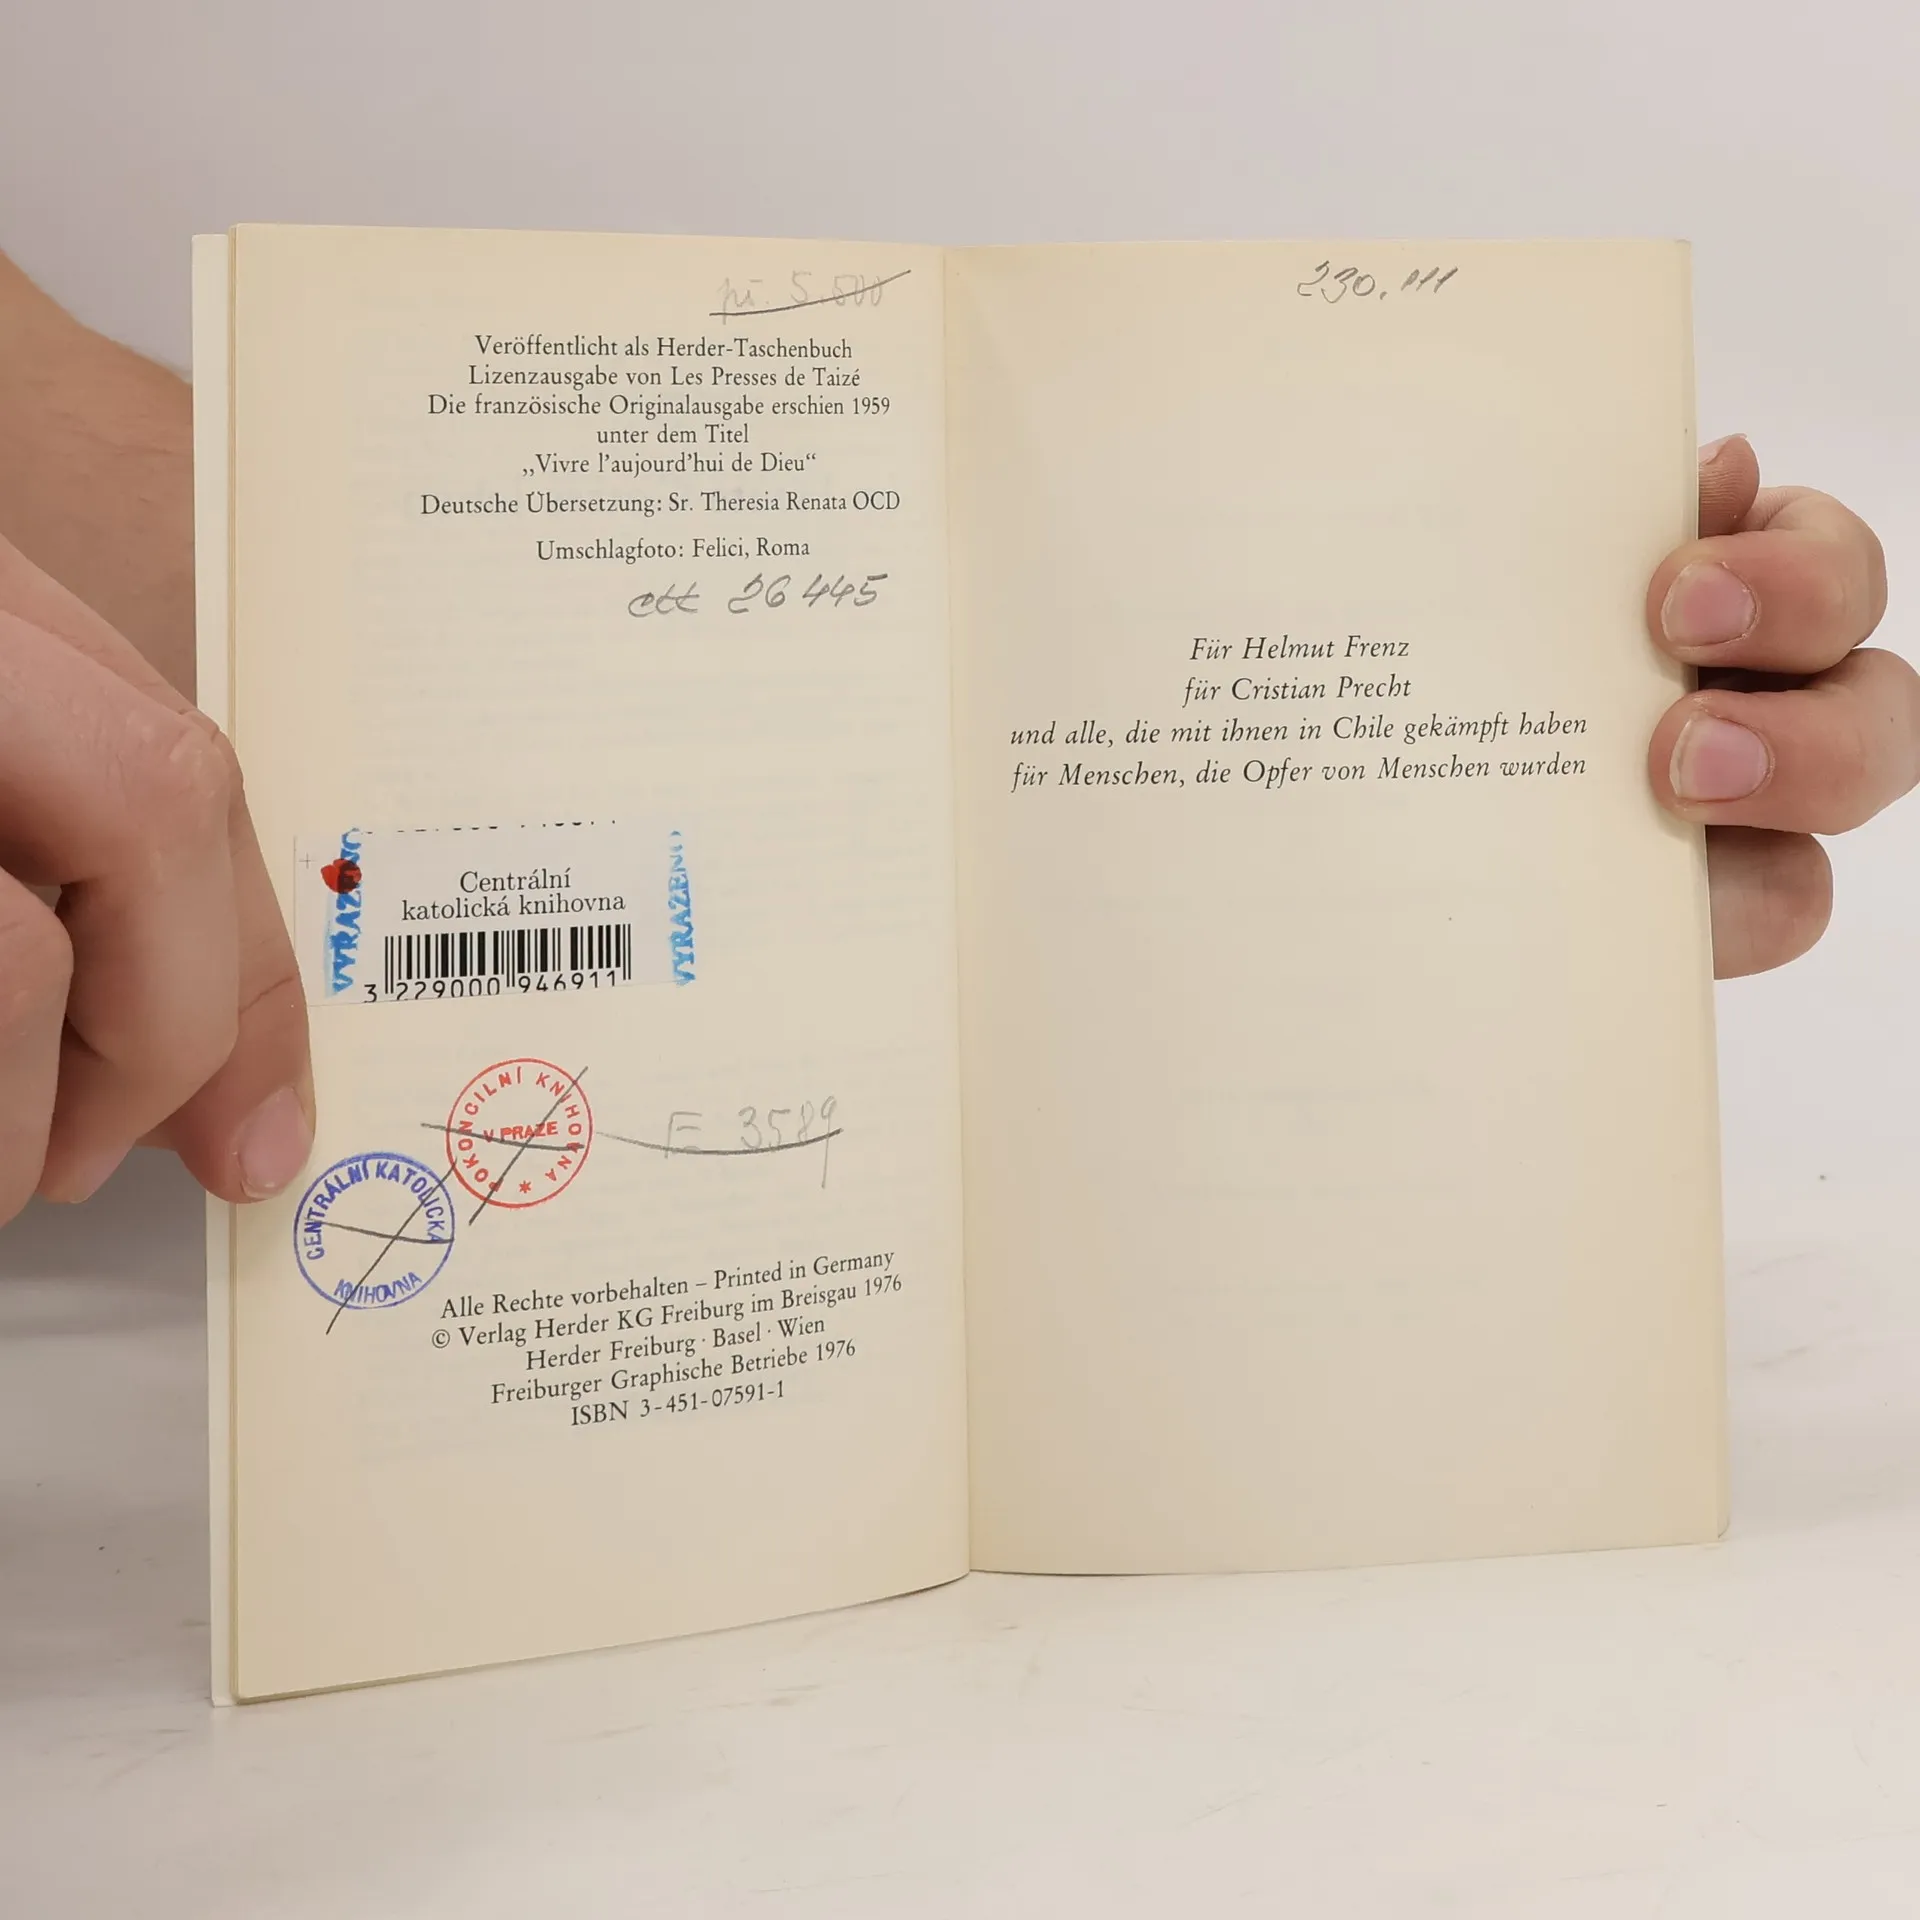 př. 5.500
Veröffentlicht als Herder-Taschenbuch
Lizenzausgabe von Les Presses de Taizé
Die französische Originalausgabe erschien 1959
unter dem Titel
„Vivre l'aujourd'hui de Dieu“
Deutsche Übersetzung: Sr. Theresia Renata OCD
Umschlagfoto: Felici, Roma
26 445
VYŘAZENO
Centrální
katolická knihovna
3 229000 946911
VYŘAZENO
POKONCILNÍ KNIHOVNA
V PRAZE
E 3589
CENTRÁLNÍ KATOLICKÁ
KNIHOVNA
Alle Rechte vorbehalten – Printed in Germany
© Verlag Herder KG Freiburg im Breisgau 1976
Herder Freiburg · Basel · Wien
Freiburger Graphische Betriebe 1976
ISBN 3-451-07591-1
230.111
Für Helmut Frenz
für Cristian Precht
und alle, die mit ihnen in Chile gekämpft haben
für Menschen, die Opfer von Menschen wurden